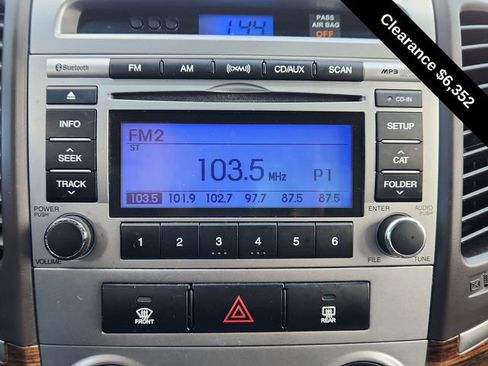 Clearance $6,352
1:44
PASS
AIR BAG
OFF
Bluetooth
FM
AM
((XM))
CD/AUX
SCAN
MP3
CD-IN
INFO
SETUP
FM2
ST
103.5 MHz P1
103.5 101.9 102.7 97.7 87.5 87.5
SEEK
CAT
TRACK
FOLDER
POWER
PUSH
ENTER
AUDIO
PUSH
1 2 3 4 5 6
VOLUME
FILE
TUNE
FRONT
REAR